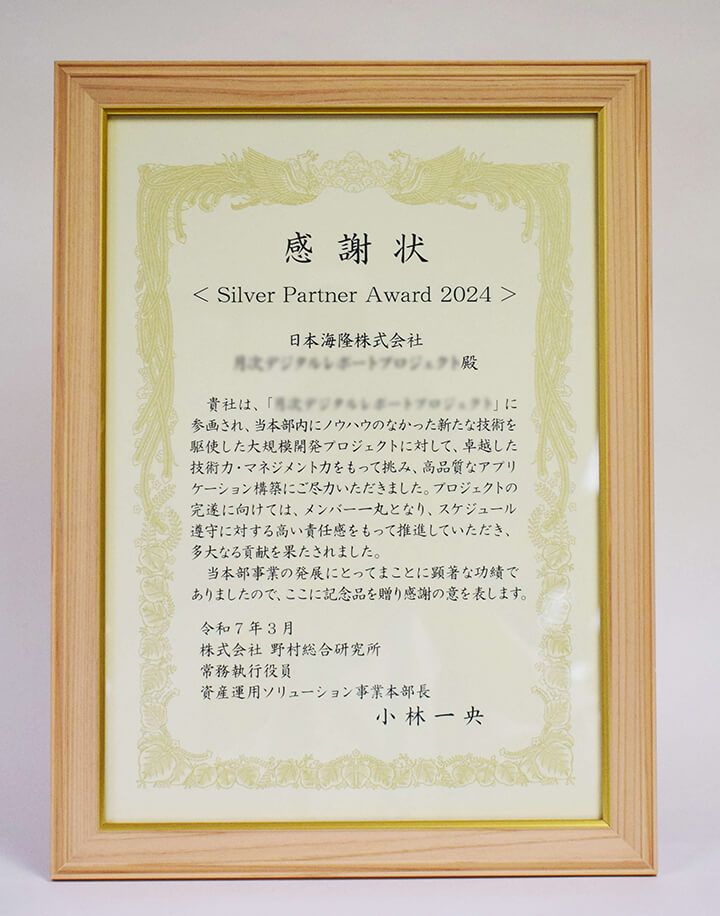 感謝状
< Silver Partner Award 2024 >
日本海隆株式会社
殿
貴社は、「」に
参画され、当本部内にノウハウのなかった新たな技術を
駆使した大規模開発プロジェクトに対して、卓越した
技術力・マネジメント力をもって挑み、高品質なアプリ
ケーション構築にご尽力いただきました。プロジェクトの
完遂に向けては、メンバー一丸となり、スケジュール
遵守に対する高い責任感をもって推進していただき、
多大なる貢献を果たされました。
当本部事業の発展にとってまことに顕著な功績で
ありましたので、ここに記念品を贈り感謝の意を表します。
令和7年3月
株式会社 野村総合研究所
常務執行役員
資産運用ソリューション事業本部長
小林一央